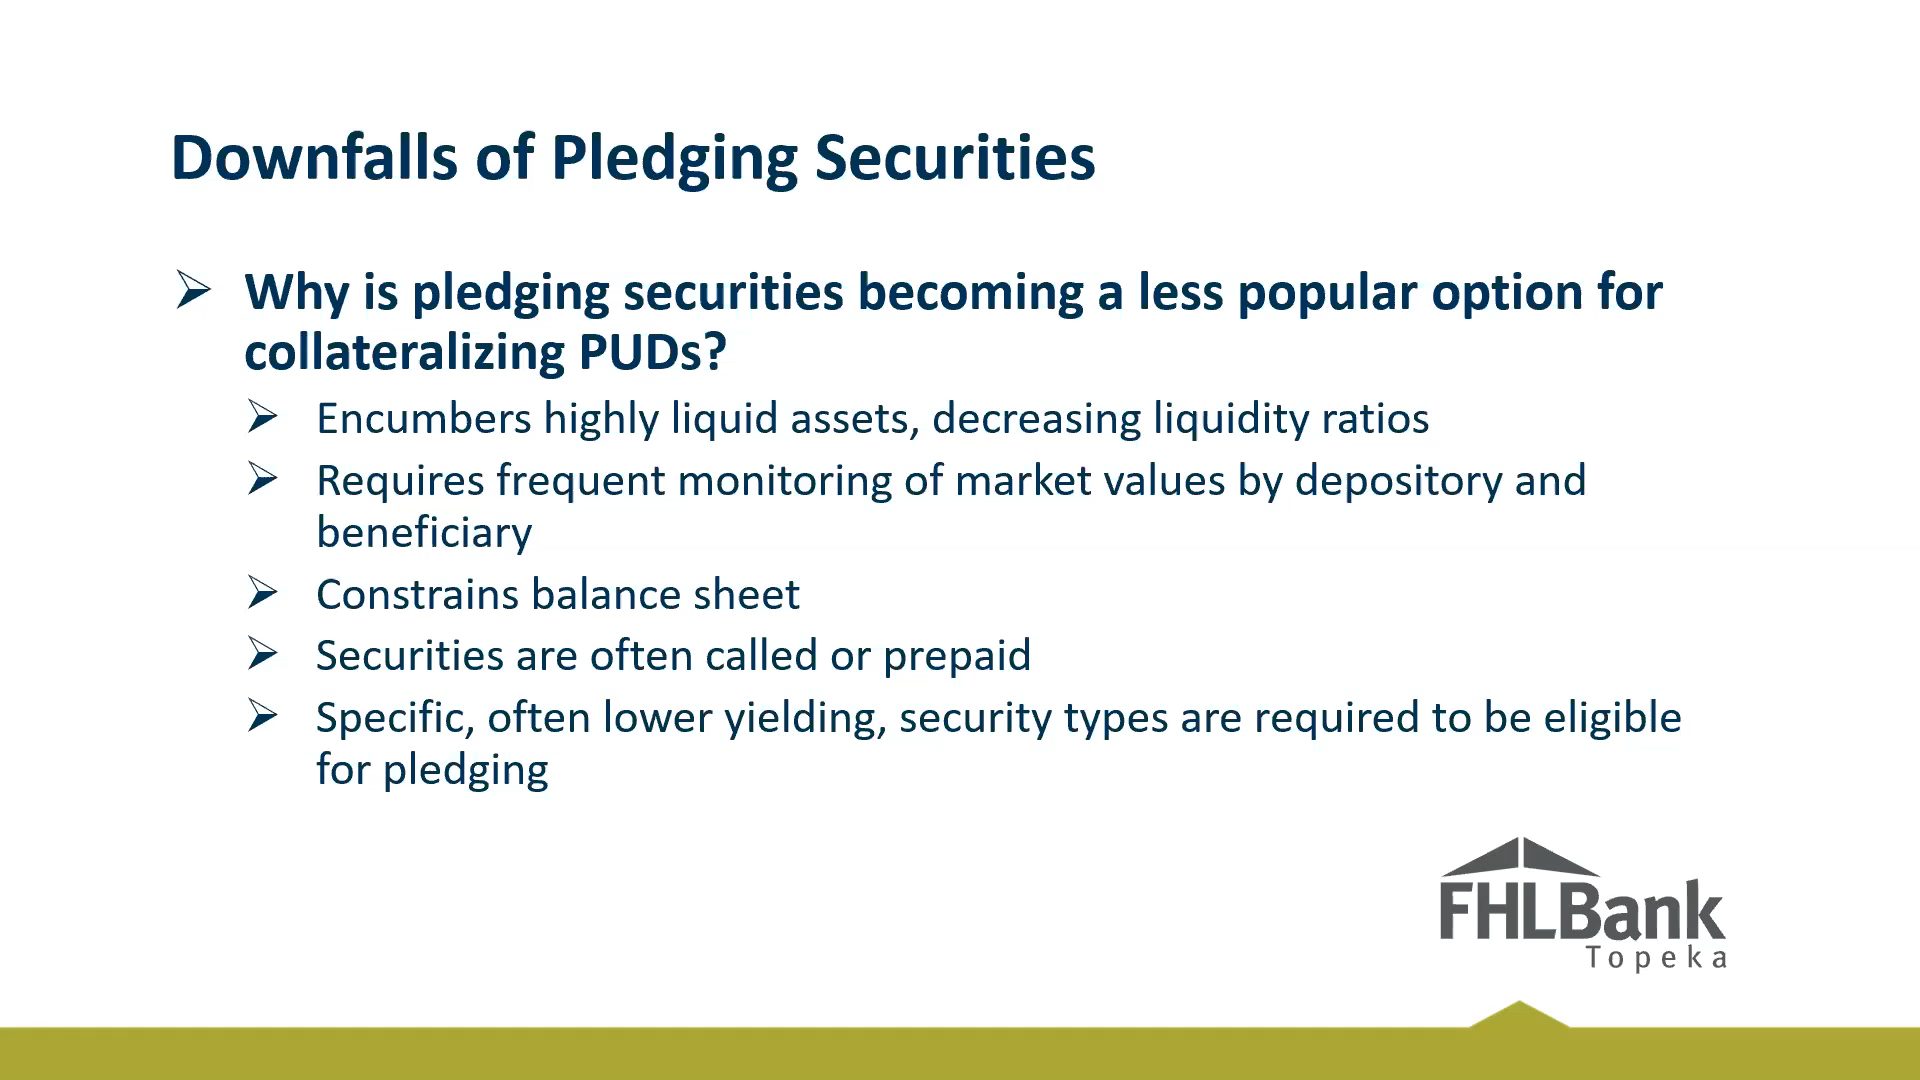 Downfalls of Pledging Securities
Why is pledging securities becoming a less popular option for
collateralizing PUDs?
Encumbers highly liquid assets, decreasing liquidity ratios
Requires frequent monitoring of market values by depository and
beneficiary
Constrains balance sheet
Securities are often called or prepaid
Specific, often lower yielding, security types are required to be eligible
for pledging
FHLBank
Topeka